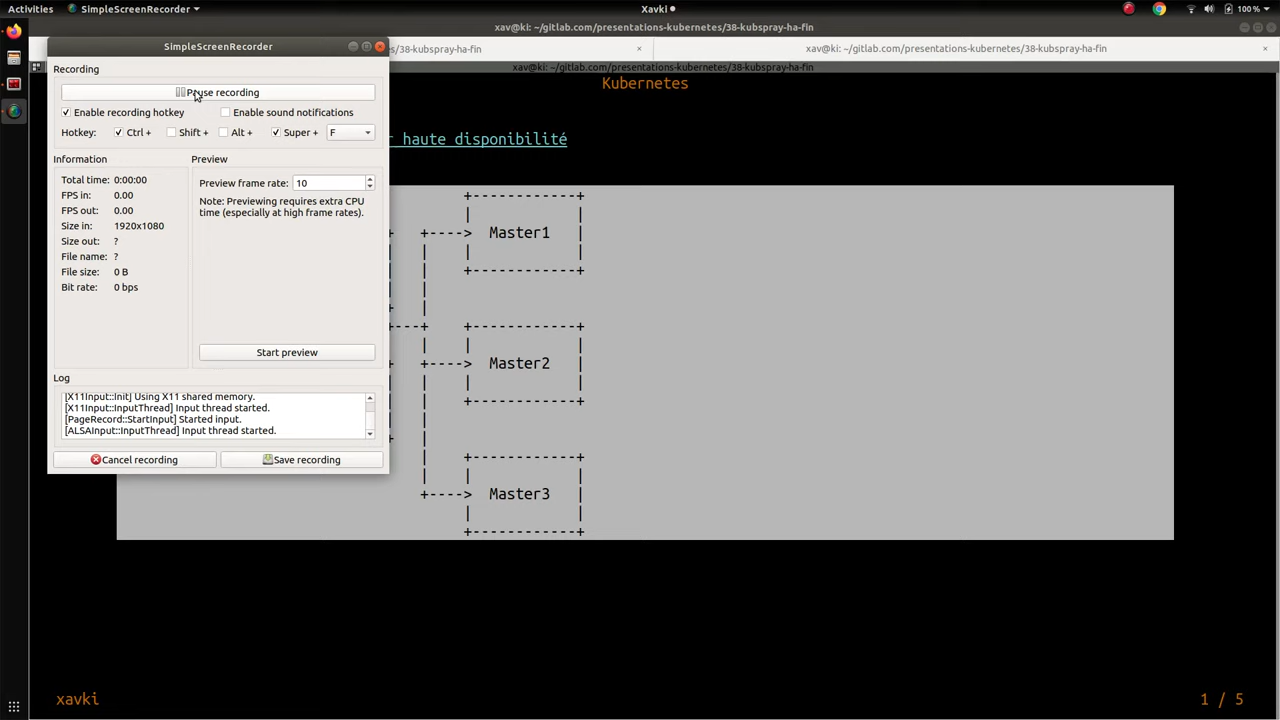 Activities
SimpleScreenRecorder
Xavki
100 %
xav@ki: ~/gitlab.com/presentations-kubernetes/38-kubspray-ha-fin
SimpleScreenRecorder
/38-kubspray-ha-fin
xav@ki: ~/gitlab.com/presentations-kubernetes/38-kubspray-ha-fin
xav@ki: ~/gitlab.com/presentations-kubernetes/38-kubspray-ha-fin
Recording
Kubernetes
Pause recording
Enable recording hotkey
Enable sound notifications
Hotkey:
Ctrl +
Shift +
Alt +
Super +
F
haute disponibilité
Information
Preview
Total time: 0:00:00
FPS in: 0.00
FPS out: 0.00
Size in: 1920x1080
Size out: ?
File name: ?
File size: 0 B
Bit rate: 0 bps
Preview frame rate: 10
Note: Previewing requires extra CPU
time (especially at high frame rates).
Start preview
Master1
Master2
Master3
Log
[X11Input::Init] Using X11 shared memory.
[X11Input::InputThread] Input thread started.
[PageRecord::StartInput] Started input.
[ALSAInput::InputThread] Input thread started.
Cancel recording
Save recording
xavki
1 / 5